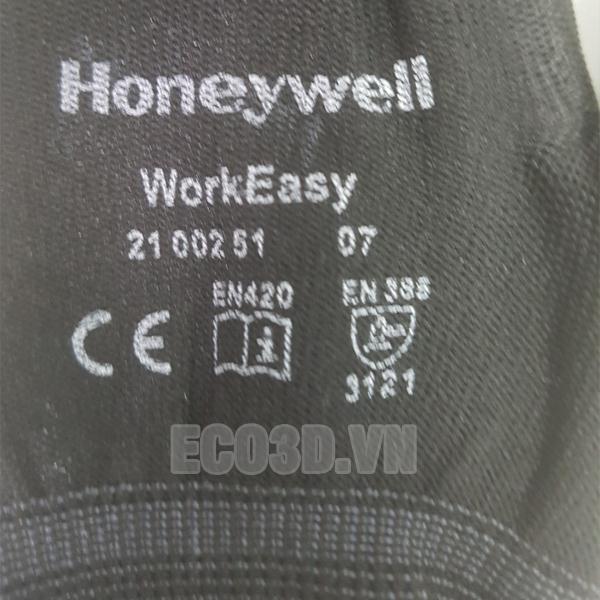 Honeywell
WorkEasy
21 002 51 07
EN420 EN 388
CE
3121
ECO3D.VN